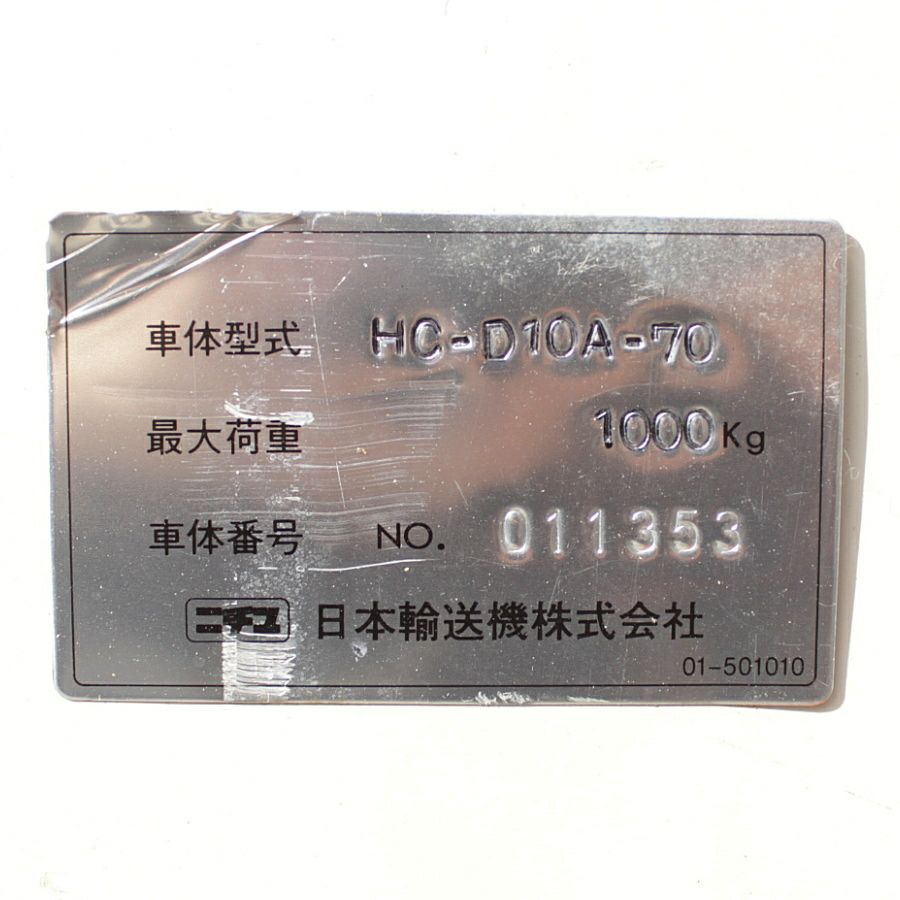 車体型式 HC-D10A-70
最大荷重 1000Kg
車体番号 NO. 011353
ニチユ 日本輸送機株式会社
01-501010